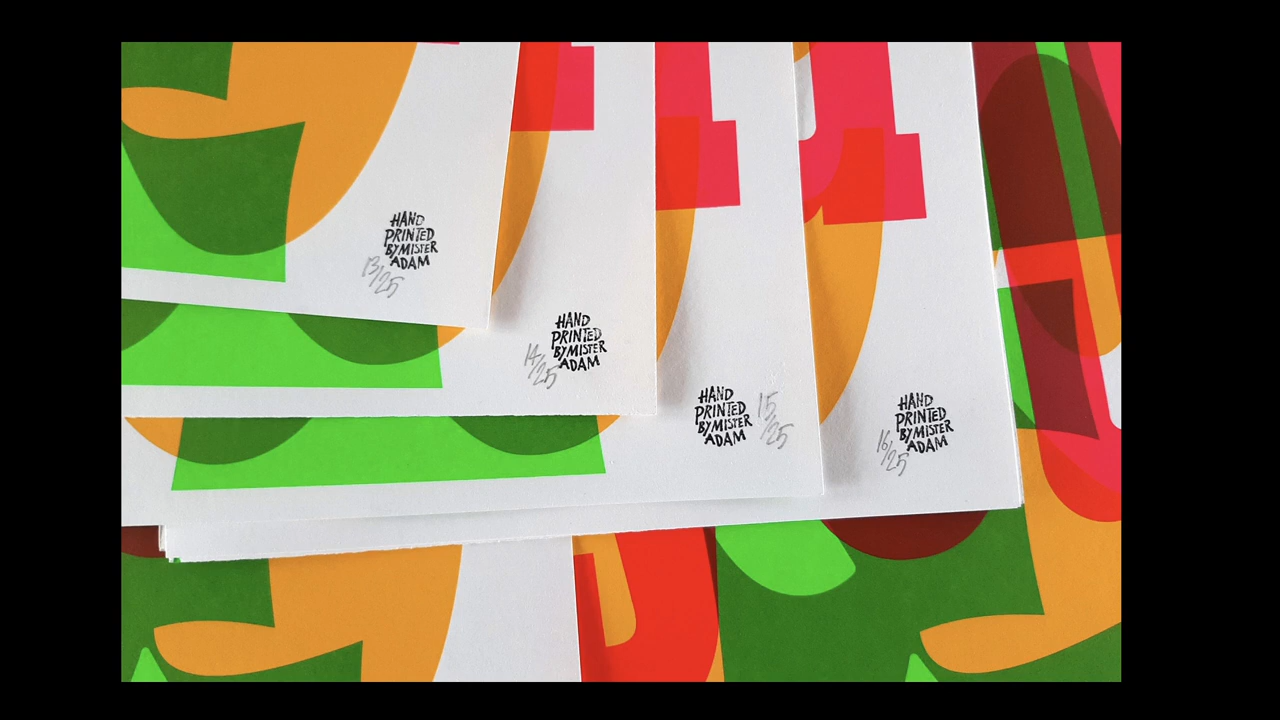 HAND
PRINTED
BY MISTER
ADAM
13/25
HAND
PRINTED
BY MISTER
ADAM
14/25
HAND
PRINTED
BY MISTER
ADAM
15
/25
HAND
PRINTED
BY MISTER
ADAM
16/25